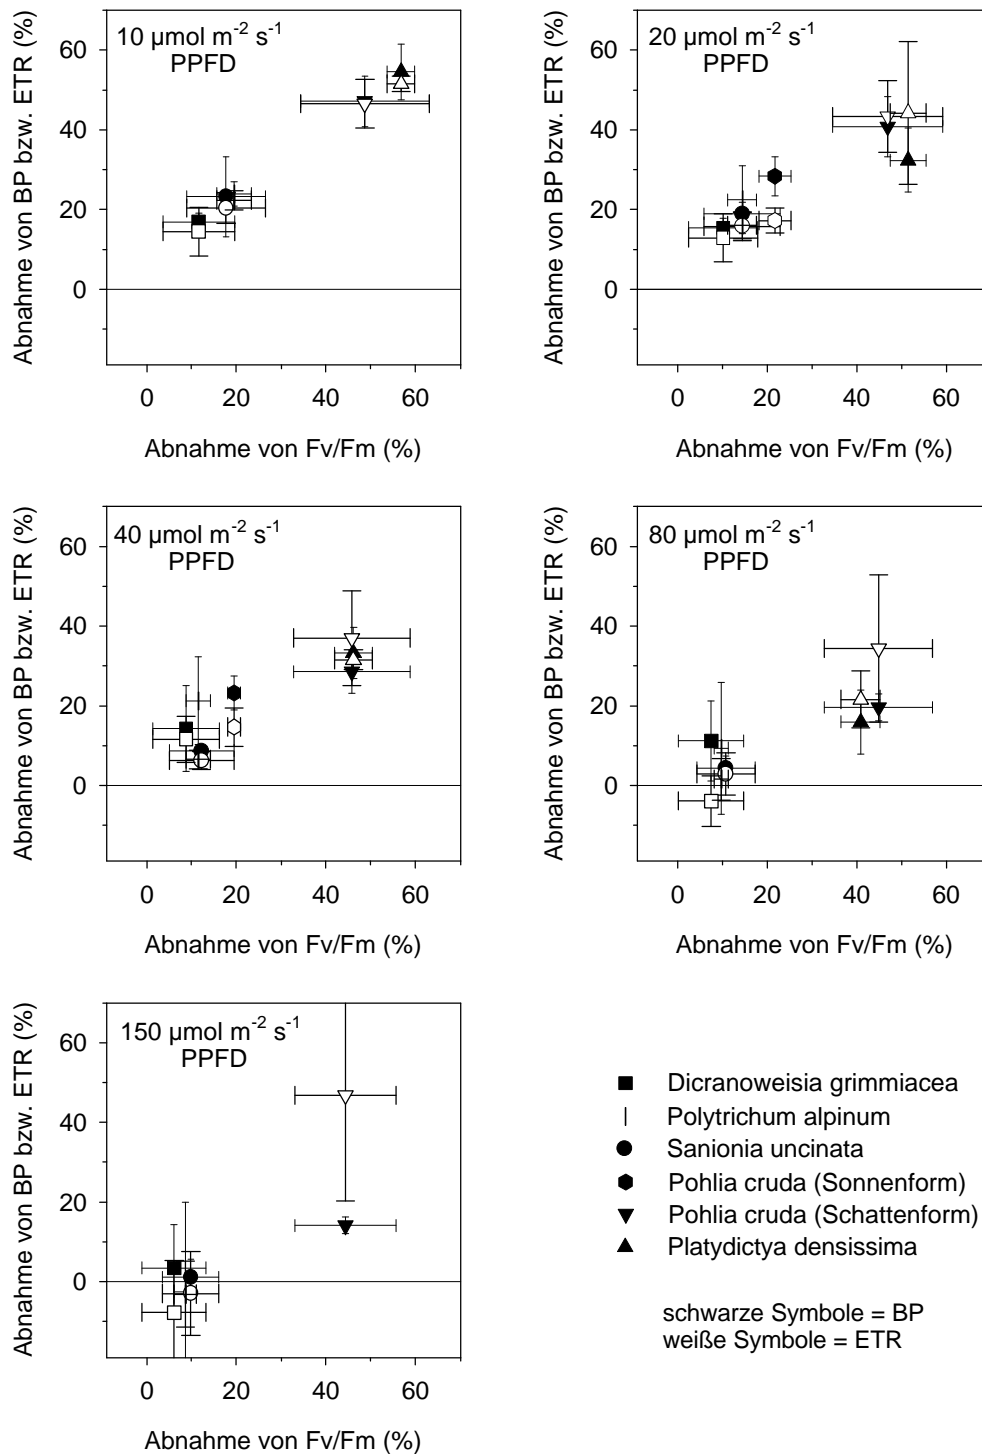 Abnahme von BP bzw. ETR (%)
60
40
20
0
10 µmol m-2 s-1
PPFD
0 20 40 60
Abnahme von Fv/Fm (%)
Abnahme von BP bzw. ETR (%)
60
40
20
0
20 µmol m-2 s-1
PPFD
0 20 40 60
Abnahme von Fv/Fm (%)
Abnahme von BP bzw. ETR (%)
60
40
20
0
40 µmol m-2 s-1
PPFD
0 20 40 60
Abnahme von Fv/Fm (%)
Abnahme von BP bzw. ETR (%)
60
40
20
0
80 µmol m-2 s-1
PPFD
0 20 40 60
Abnahme von Fv/Fm (%)
Abnahme von BP bzw. ETR (%)
60
40
20
0
150 µmol m-2 s-1
PPFD
0 20 40 60
Abnahme von Fv/Fm (%)
Dicranoweisia grimmiacea
Polytrichum alpinum
Sanionia uncinata
Pohlia cruda (Sonnenform)
Pohlia cruda (Schattenform)
Platydictya densissima
schwarze Symbole = BP
weiße Symbole = ETR